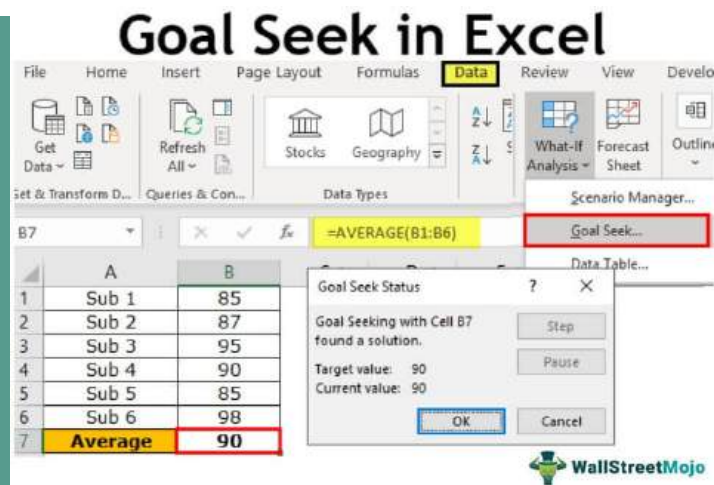 Goal Seek in Excel
File Home Insert Page Layout Formulas Data Review View Develo
Get Data
Refresh All
Stocks Geography
What-If Analysis
Forecast Sheet
Outline
Queries & Con... Data Types
Scenario Manager...
Goal Seek...
Data Table...
B7 fx =AVERAGE(B1:B6)
A B
1 Sub 1 85
2 Sub 2 87
3 Sub 3 95
4 Sub 4 90
5 Sub 5 85
6 Sub 6 98
7 Average 90
Goal Seek Status ? ×
Goal Seeking with Cell B7
found a solution.
Target value: 90
Current value: 90
Step
Pause
OK Cancel
WallStreetMojo